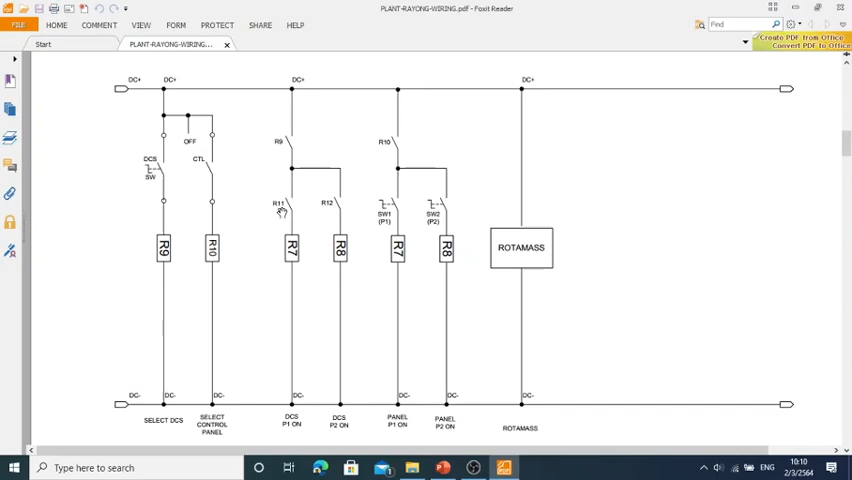 PLANT-RAYONG-WIRING.pdf - Foxit Reader
FILE HOME COMMENT VIEW FORM PROTECT SHARE HELP
Find
Start
PLANT-RAYONG-WIRING....
Create PDF from Office
Convert PDF to Office
DC+ DC+ DC+ DC+
OFF
R9 R10
DCS
SW
CTL
R11 R12
SW1
(P1)
SW2
(P2)
R9 R10 R7 R8 R7 R8 ROTAMASS
DC- DC- DC- DC- DC-
SELECT DCS
SELECT
CONTROL
PANEL
DCS
P1 ON
DCS
P2 ON
PANEL
P1 ON
PANEL
P2 ON
ROTAMASS
Type here to search
ENG
10:10
2/3/2564